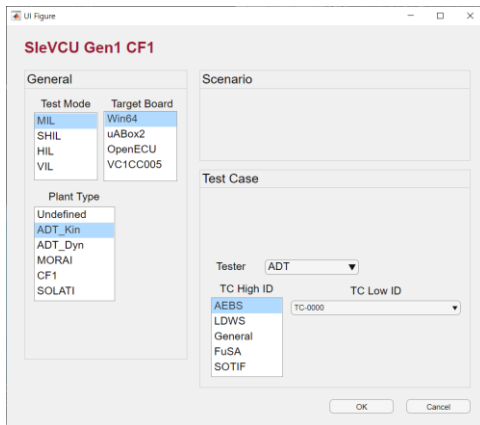 UI Figure
SleVCU Gen1 CF1
General
Test Mode
MIL
SHIL
HIL
VIL
Target Board
Win64
uABox2
OpenECU
VC1CC005
Plant Type
Undefined
ADT_Kin
ADT_Dyn
MORAI
CF1
SOLATI
Scenario
Test Case
Tester
ADT
TC High ID
AEBS
LDWS
General
FuSA
SOTIF
TC Low ID
TC-0000
OK
Cancel